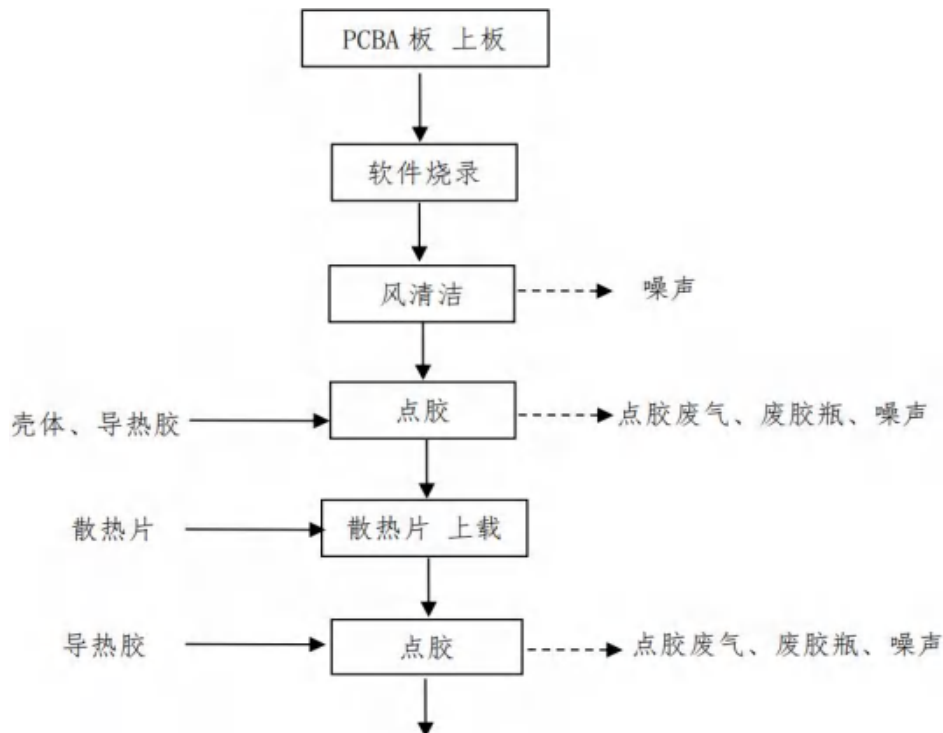 PCBA 板 上板
软件烧录
风清洁
噪声
壳体、导热胶
点胶
点胶废气、废胶瓶、噪声
散热片
散热片 上载
导热胶
点胶
点胶废气、废胶瓶、噪声